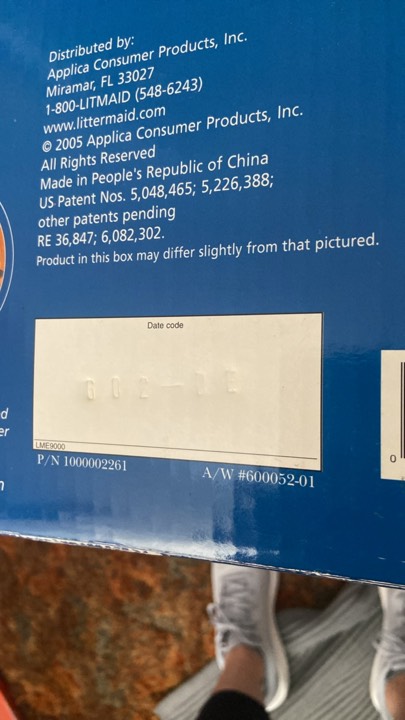 Distributed by:
Applica Consumer Products, Inc.
Miramar, FL 33027
1-800-LITMAID (548-6243)
www.littermaid.com
© 2005 Applica Consumer Products, Inc.
All Rights Reserved
Made in People's Republic of China
US Patent Nos. 5,048,465; 5,226,388;
other patents pending
RE 36,847; 6,082,302.
Product in this box may differ slightly from that pictured.
Date code
LME9000
P/N 1000002261
A/W #600052-01
0